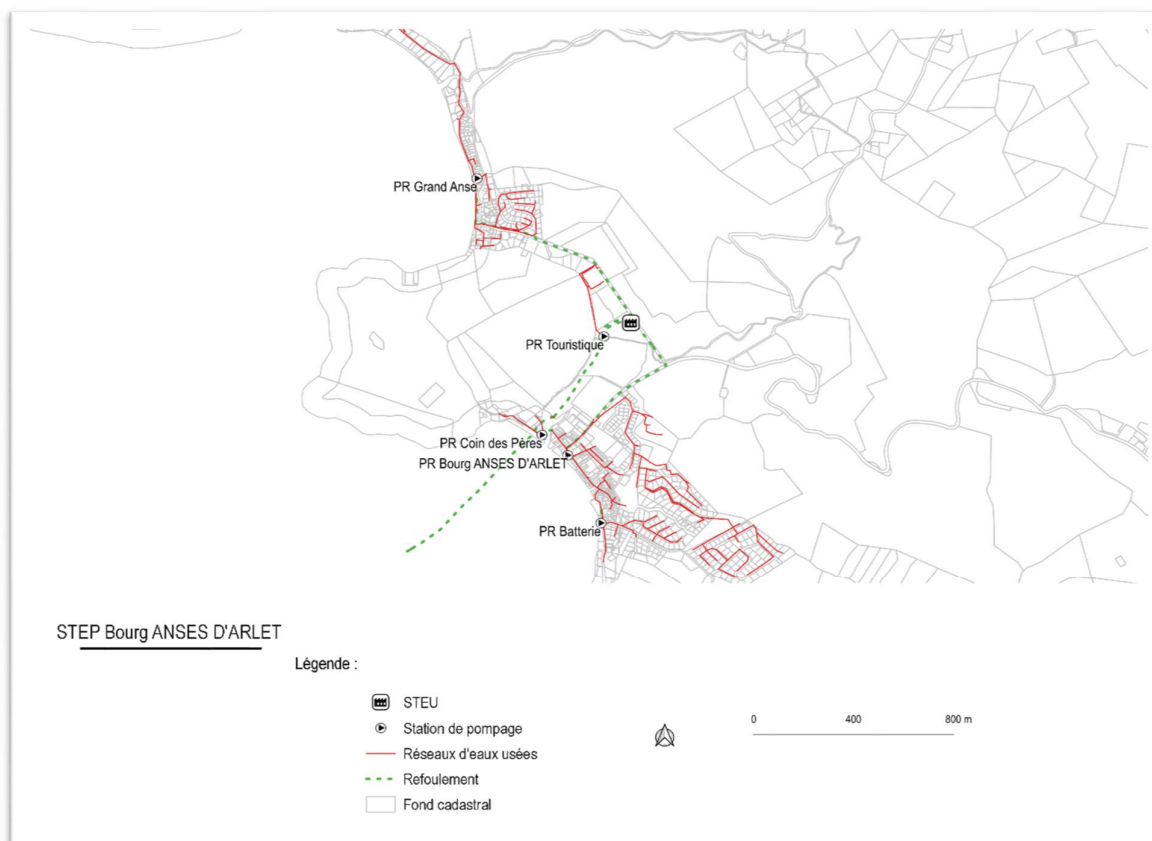 PR Grand Anse
PR Touristique
PR Coin des Pères
PR Bourg ANSES D'ARLET
PR Batterie
STEP Bourg ANSES D'ARLET
Légende :
STEU
Station de pompage
Réseaux d'eaux usées
Refoulement
Fond cadastral
0 400 800 m